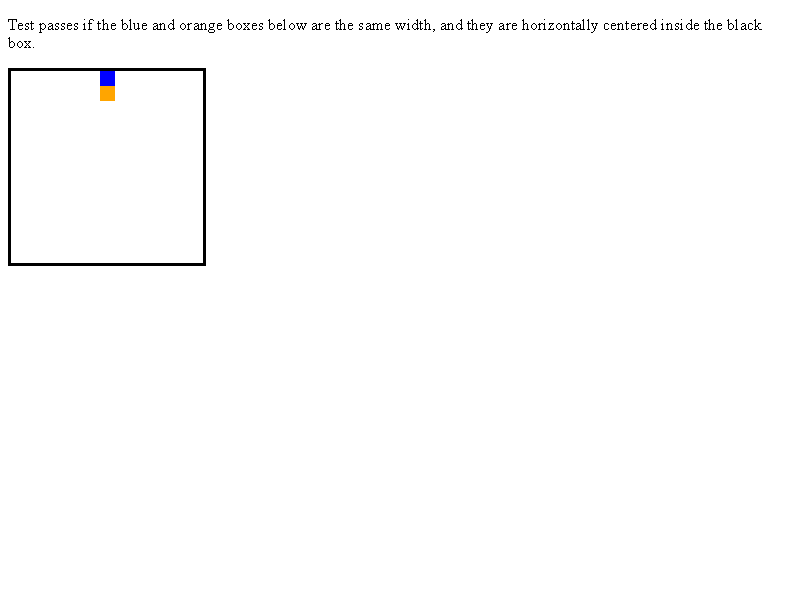 Test passes if the blue and orange boxes below are the same width, and they are horizontally centered inside the black
box.